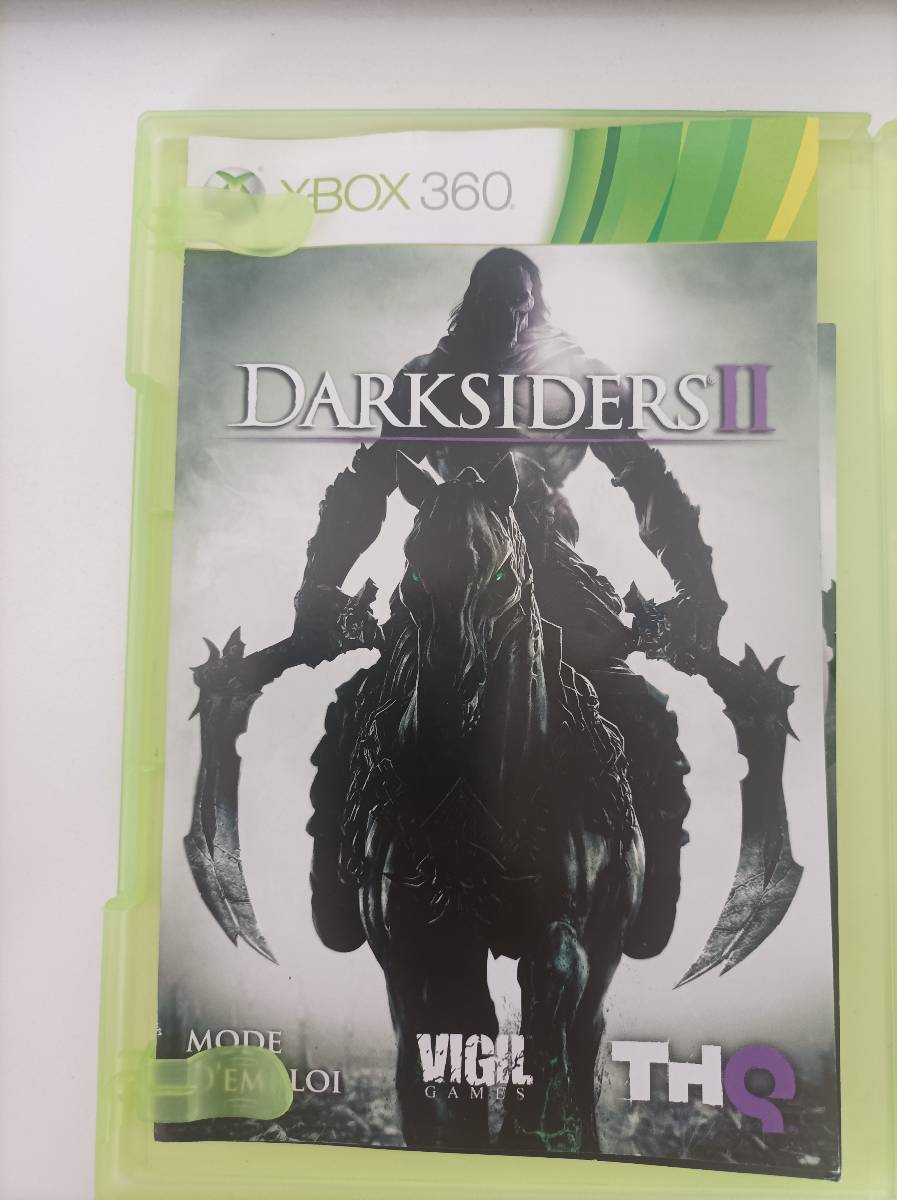 XBOX 360
DARKSIDERS II
MODE
D'EMPLOI
VIGIL
GAMES
THQ